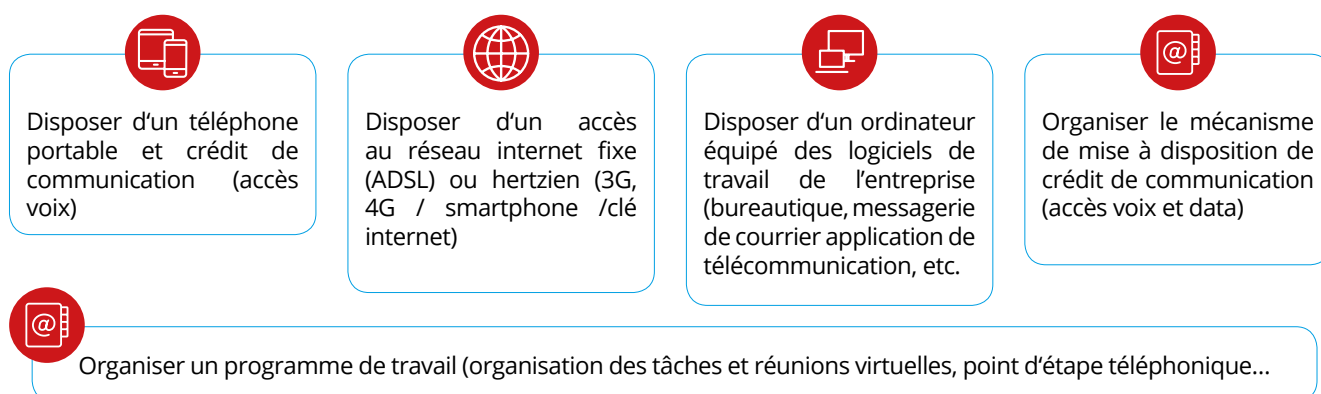 Disposer d‘un téléphone
portable et crédit de
communication (accès
voix)
Disposer d‘un accès
au réseau internet fixe
(ADSL) ou hertzien (3G,
4G / smartphone /clé
internet)
Disposer d‘un ordinateur
équipé des logiciels de
travail de l’entreprise
(bureautique, messagerie
de courrier application de
télécommunication, etc.
Organiser le mécanisme
de mise à disposition de
crédit de communication
(accès voix et data)
Organiser un programme de travail (organisation des tâches et réunions virtuelles, point d‘étape téléphonique...